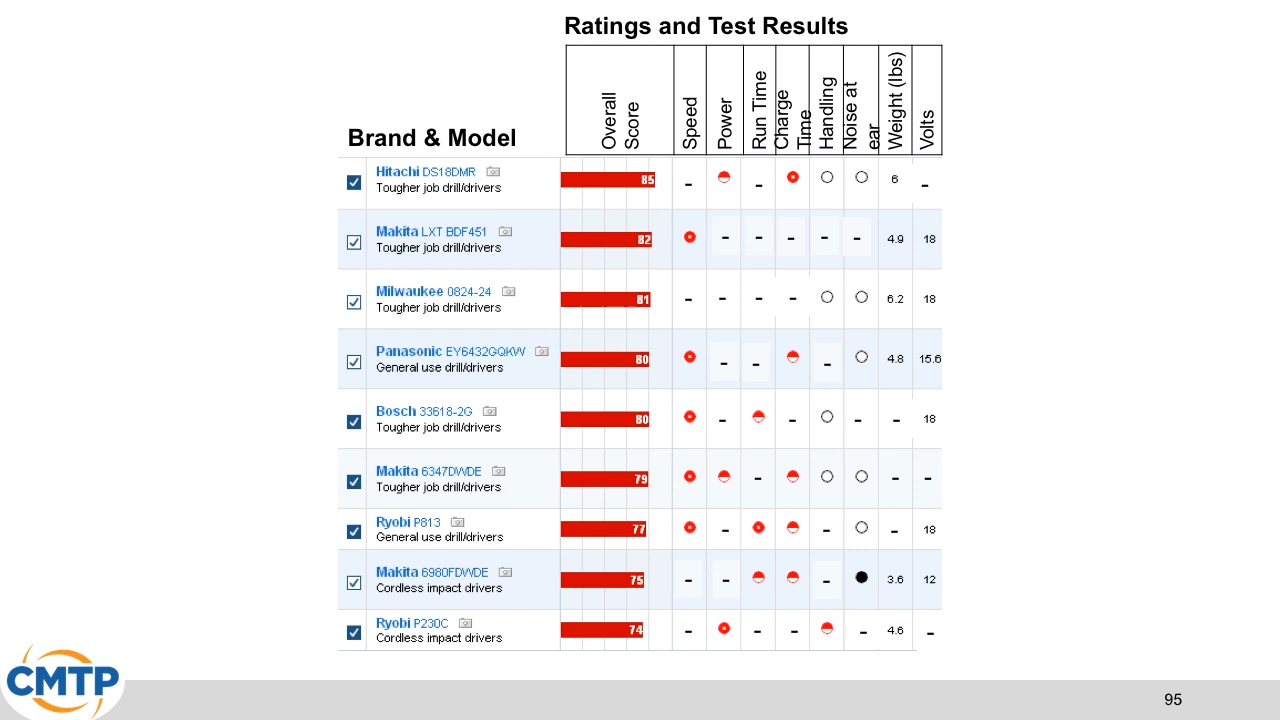 Ratings and Test Results
Brand & Model
Overall Score
Speed
Power
Run Time
Charge Time
Handling
Noise at ear
Weight (lbs)
Volts
Hitachi DS18DMR 85 - - 6 -
Tougher job drill/drivers
Makita LXT BDF451 82 - - - - - 4.9 18
Tougher job drill/drivers
Milwaukee 0824-24 81 - - - - 6.2 18
Tougher job drill/drivers
Panasonic EY6432GQKW 80 - - - 4.8 15.6
General use drill/drivers
Bosch 33618-2G 80 - - - - 18
Tougher job drill/drivers
Makita 6347DWDE 79 - - -
Tougher job drill/drivers
Ryobi P813 77 - - - 18
General use drill/drivers
Makita 6980FDWDE 75 - - - 3.6 12
Cordless impact drivers
Ryobi P230C 74 - - - - 4.6 -
Cordless impact drivers
CMTP
95